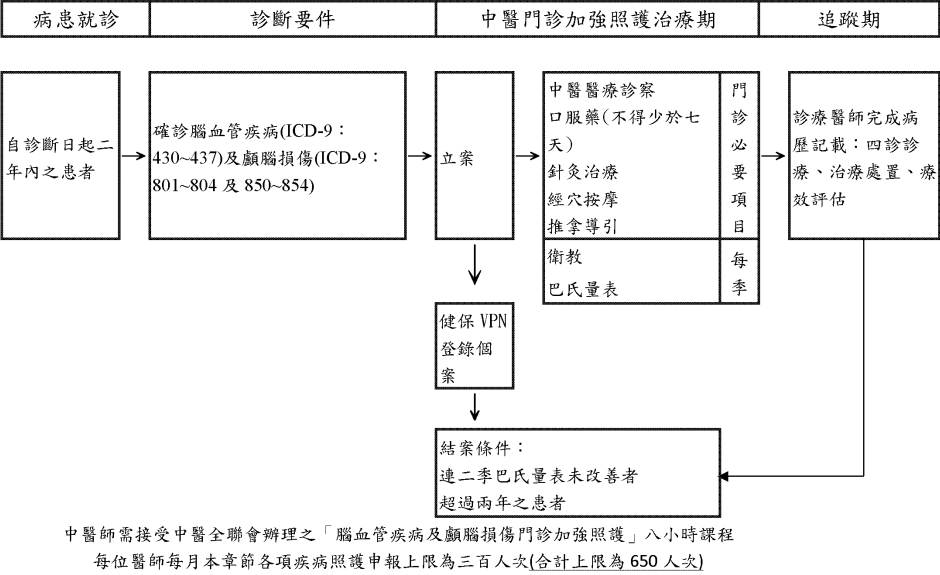 病患就診
診斷要件
中醫門診加強照護治療期
追蹤期
自診斷日起二
年內之患者
確診腦血管疾病(ICD-9：
430~437)及顱腦損傷(ICD-9：
801~804 及 850~854)
立案
中醫醫療診察
口服藥(不得少於七
天)
針灸治療
經穴按摩
推拿導引
門
診
必
要
項
目
衛教
巴氏量表
每
季
診療醫師完成病
歷記載：四診診
療、治療處置、療
效評估
健保 VPN
登錄個
案
結案條件：
連二季巴氏量表未改善者
超過兩年之患者
中醫師需接受中醫全聯會辦理之「腦血管疾病及顱腦損傷門診加強照護」八小時課程
每位醫師每月本章節各項疾病照護申報上限為三百人次(合計上限為 650 人次)